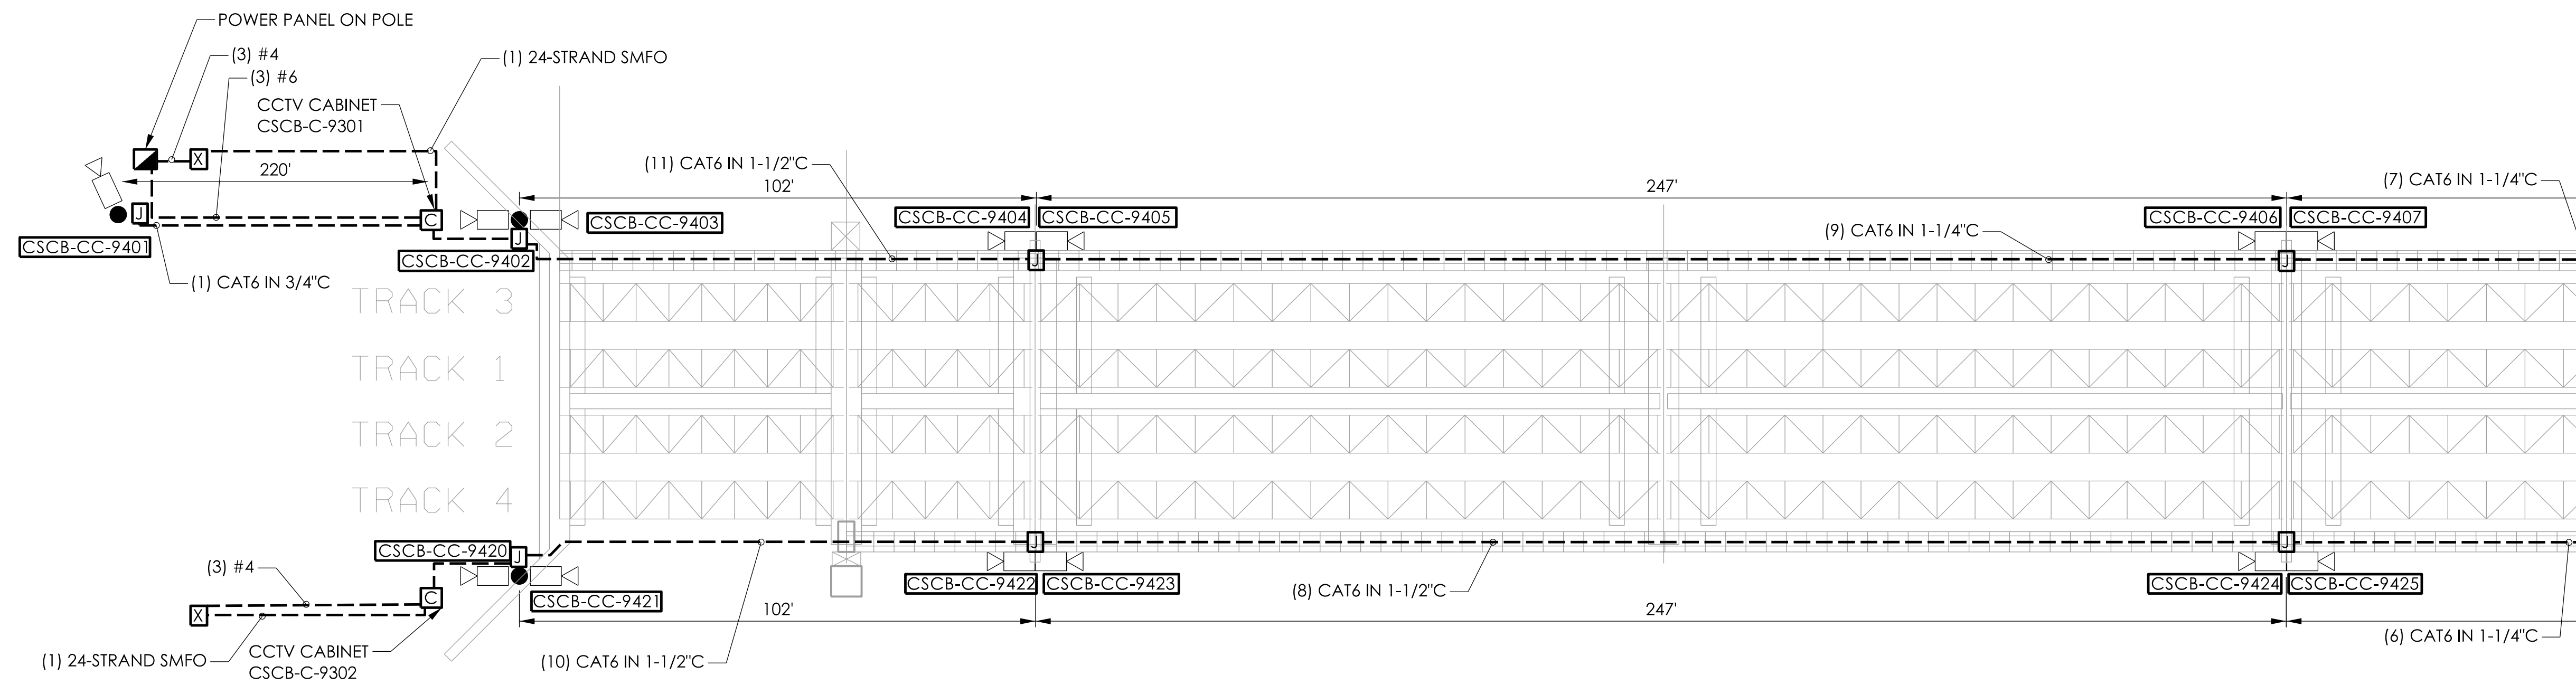 POWER PANEL ON POLE
(3) #4
(3) #6
(1) 24-STRAND SMFO
CCTV CABINET
CSCB-C-9301
X
220'
J
C
CSCB-CC-9401
(1) CAT6 IN 3/4"C
CSCB-CC-9402
J
CSCB-CC-9403
(11) CAT6 IN 1-1/2"C
102'
CSCB-CC-9404
CSCB-CC-9405
J
247'
(9) CAT6 IN 1-1/4"C
CSCB-CC-9406
CSCB-CC-9407
J
(7) CAT6 IN 1-1/4"C
TRACK 3
TRACK 1
TRACK 2
TRACK 4
CSCB-CC-9420
J
(3) #4
X
C
CSCB-CC-9421
(1) 24-STRAND SMFO
CCTV CABINET
CSCB-C-9302
102'
(10) CAT6 IN 1-1/2"C
J
CSCB-CC-9422
CSCB-CC-9423
(8) CAT6 IN 1-1/2"C
247'
J
CSCB-CC-9424
CSCB-CC-9425
(6) CAT6 IN 1-1/4"C